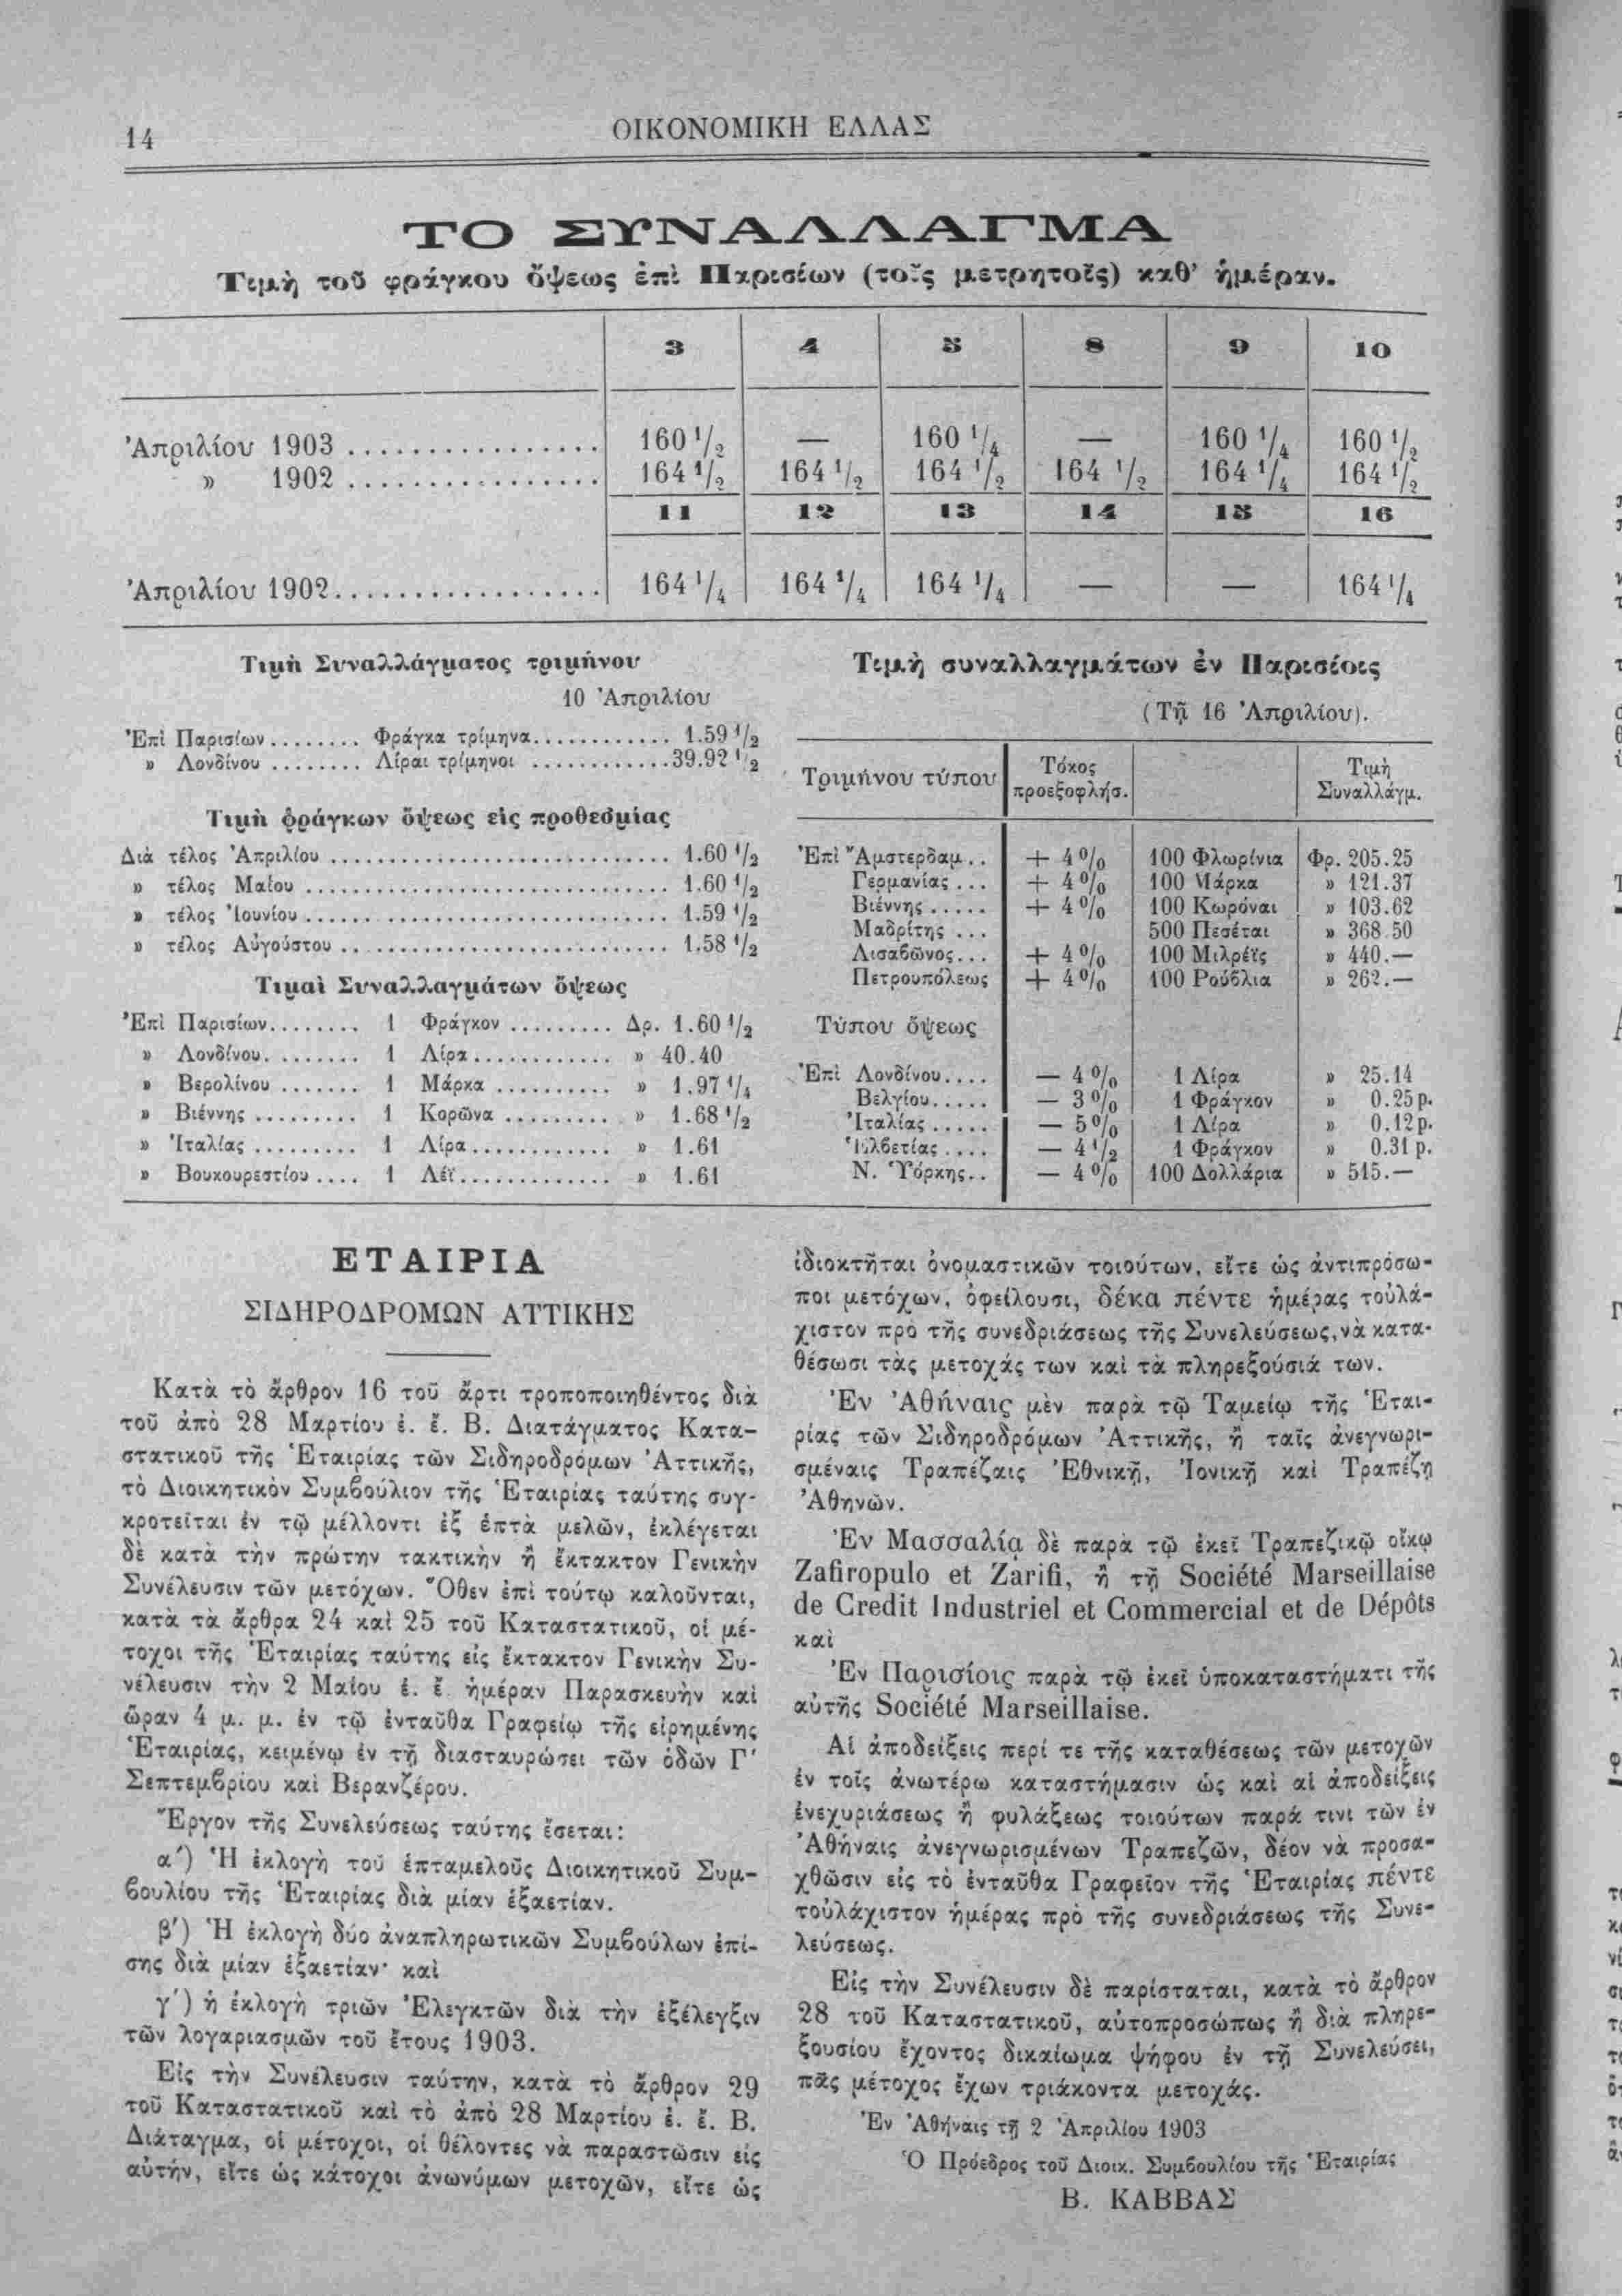 14
ΟΙΚΟΝΟΜΙΚΗ ΕΛΛΑΣ
ΤΟ ΣΥΝΑΛΛΑΓΜΑ
Τιμὴ τοῦ φράγκου ὄψεως ἐπὶ Παρισίων (τοῖς μετρητοῖς) καθ' ἡμέραν.
3 4 5 8 9 10
Ἀπριλίου 1903 ................ 160 1/2 — 160 1/4 — 160 1/4 160 1/2
» 1902 ................ 164 1/2 164 1/2 164 1/2 164 1/2 164 1/4 164 1/2
11 12 13 14 15 16
Ἀπριλίου 1902................. 164 1/4 164 1/4 164 1/4 — — 164 1/4
Τιμὴ Συναλλάγματος τριμήνου
10 Ἀπριλίου
Ἐπὶ Παρισίων........ Φράγκα τρίμηνα............. 1.59 1/2
» Λονδίνου ........ Λίραι τρίμηνοι .............39.92 1/2
Τιμὴ φράγκων ὄψεως εἰς προθεσμίας
Διὰ τέλος Ἀπριλίου ................................ 1.60 1/2
» τέλος Μαΐου .................................. 1.60 1/2
» τέλος Ἰουνίου .................................. 1.59 1/2
» τέλος Αὐγούστου ............................... 1.58 1/2
Τιμαὶ Συναλλαγμάτων ὄψεως
Ἐπὶ Παρισίων........ 1 Φράγκον ......... Δρ. 1.60 1/2
» Λονδίνου......... 1 Λίρα............. » 40.40
» Βερολίνου ....... 1 Μάρκα ........... » 1.97 1/4
» Βιέννης .......... 1 Κορῶνα .......... » 1.68 1/2
» Ἰταλίας .......... 1 Λίρα............. » 1.61
» Βουκουρεστίου .... 1 Λέϊ.............. » 1.61
Τιμὴ συναλλαγμάτων ἐν Παρισίοις
(Τῇ 16 Ἀπριλίου).
Τριμήνου τύπου Τόκος προεξοφλήσ. Τιμὴ Συναλλάγμ.
Ἐπὶ Ἀμστερδαμ.. + 4 0/0 100 Φλωρίνια Φρ. 205.25
Γερμανίας ... + 4 0/0 100 Μάρκα » 121.37
Βιέννης ..... + 4 0/0 100 Κωρόναι » 103.62
Μαδρίτης ... 500 Πεσέται » 368.50
Λισαβῶνος... + 4 0/0 100 Μιλρέϊς » 440.—
Πετρουπόλεως + 4 0/0 100 Ρούβλια » 262.—
Τύπου ὄψεως
Ἐπὶ Λονδίνου.... — 4 0/0 1 Λίρα » 25.14
Βελγίου..... — 3 0/0 1 Φράγκον » 0.25 p.
Ἰταλίας ..... — 5 0/0 1 Λίρα » 0.12 p.
Ἑλβετίας .... — 4 1/2 1 Φράγκον » 0.31 p.
Ν. Ὑόρκης.. — 4 0/0 100 Δολλάρια » 515.—
ΕΤΑΙΡΙΑ
ΣΙΔΗΡΟΔΡΟΜΩΝ ΑΤΤΙΚΗΣ
Κατὰ τὸ ἄρθρον 16 τοῦ ἄρτι τροποποιηθέντος διὰ
τοῦ ἀπὸ 28 Μαρτίου ἐ. ἔ. Β. Διατάγματος Κατα-
στατικοῦ τῆς Ἑταιρίας τῶν Σιδηροδρόμων Ἀττικῆς,
τὸ Διοικητικὸν Συμβούλιον τῆς Ἑταιρίας ταύτης συγ-
κροτεῖται ἐν τῷ μέλλοντι ἐξ ἑπτὰ μελῶν, ἐκλέγεται
δὲ κατὰ τὴν πρώτην τακτικὴν ἢ ἔκτακτον Γενικὴν
Συνέλευσιν τῶν μετόχων. Ὅθεν ἐπὶ τούτῳ καλοῦνται,
κατὰ τὰ ἄρθρα 24 καὶ 25 τοῦ Καταστατικοῦ, οἱ μέ-
τοχοι τῆς Ἑταιρίας ταύτης εἰς ἔκτακτον Γενικὴν Συ-
νέλευσιν τὴν 2 Μαΐου ἐ. ἔ. ἡμέραν Παρασκευὴν καὶ
ὥραν 4 μ. μ. ἐν τῷ ἐνταῦθα Γραφείῳ τῆς εἰρημένης
Ἑταιρίας, κειμένῳ ἐν τῇ διασταυρώσει τῶν ὁδῶν Γ'
Σεπτεμβρίου καὶ Βερανζέρου.
Ἔργον τῆς Συνελεύσεως ταύτης ἔσεται:
α') Ἡ ἐκλογὴ τοῦ ἑπταμελοῦς Διοικητικοῦ Συμ-
βουλίου τῆς Ἑταιρίας διὰ μίαν ἑξαετίαν.
β') Ἡ ἐκλογὴ δύο ἀναπληρωτικῶν Συμβούλων ἐπί-
σης διὰ μίαν ἑξαετίαν· καὶ
γ') ἡ ἐκλογὴ τριῶν Ἐλεγκτῶν διὰ τὴν ἐξέλεγξιν
τῶν λογαριασμῶν τοῦ ἔτους 1903.
Εἰς τὴν Συνέλευσιν ταύτην, κατὰ τὸ ἄρθρον 29
τοῦ Καταστατικοῦ καὶ τὸ ἀπὸ 28 Μαρτίου ἐ. ἔ. Β.
Διάταγμα, οἱ μέτοχοι, οἱ θέλοντες νὰ παραστῶσιν εἰς
αὐτήν, εἴτε ὡς κάτοχοι ἀνωνύμων μετοχῶν, εἴτε ὡς
ἰδιοκτῆται ὀνομαστικῶν τοιούτων, εἴτε ὡς ἀντιπρόσω-
ποι μετόχων, ὀφείλουσι, δέκα πέντε ἡμέρας τοὐλά-
χιστον πρὸ τῆς συνεδριάσεως τῆς Συνελεύσεως, νὰ κατα-
θέσωσι τὰς μετοχάς των καὶ τὰ πληρεξούσιά των.
Ἐν Ἀθήναις μὲν παρὰ τῷ Ταμείῳ τῆς Ἑται-
ρίας τῶν Σιδηροδρόμων Ἀττικῆς, ἢ ταῖς ἀνεγνωρι-
σμέναις Τραπέζαις Ἐθνικῇ, Ἰονικῇ καὶ Τραπέζῃ
Ἀθηνῶν.
Ἐν Μασσαλίᾳ δὲ παρὰ τῷ ἐκεῖ Τραπεζικῷ οἴκῳ
Zafiropulo et Zarifi, ἢ τῇ Société Marseillaise
de Credit Industriel et Commercial et de Dépôts
καὶ
Ἐν Παρισίοις παρὰ τῷ ἐκεῖ ὑποκαταστήματι τῆς
αὐτῆς Société Marseillaise.
Αἱ ἀποδείξεις περί τε τῆς καταθέσεως τῶν μετοχῶν
ἐν τοῖς ἀνωτέρω καταστήμασιν ὡς καὶ αἱ ἀποδείξεις
ἐνεχυριάσεως ἢ φυλάξεως τοιούτων παρά τινι τῶν ἐν
Ἀθήναις ἀνεγνωρισμένων Τραπεζῶν, δέον νὰ προσα-
χθῶσιν εἰς τὸ ἐνταῦθα Γραφεῖον τῆς Ἑταιρίας πέντε
τοὐλάχιστον ἡμέρας πρὸ τῆς συνεδριάσεως τῆς Συνε-
λεύσεως.
Εἰς τὴν Συνέλευσιν δὲ παρίσταται, κατὰ τὸ ἄρθρον
28 τοῦ Καταστατικοῦ, αὐτοπροσώπως ἢ διὰ πληρε-
ξουσίου ἔχοντος δικαίωμα ψήφου ἐν τῇ Συνελεύσει,
πᾶς μέτοχος ἔχων τριάκοντα μετοχάς.
Ἐν Ἀθήναις τῇ 2 Ἀπριλίου 1903
Ὁ Πρόεδρος τοῦ Διοικ. Συμβουλίου τῆς Ἑταιρίας
Β. ΚΑΒΒΑΣ